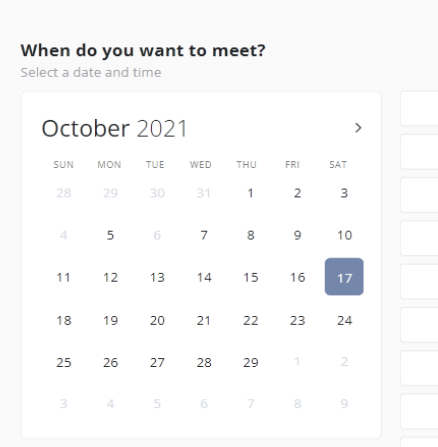 When do you want to meet?
Select a date and time
October 2021 >
SUN MON TUE WED THU FRI SAT
28 29 30 31 1 2 3
4 5 6 7 8 9 10
11 12 13 14 15 16 17
18 19 20 21 22 23 24
25 26 27 28 29 1 2
3 4 5 6 7 8 9